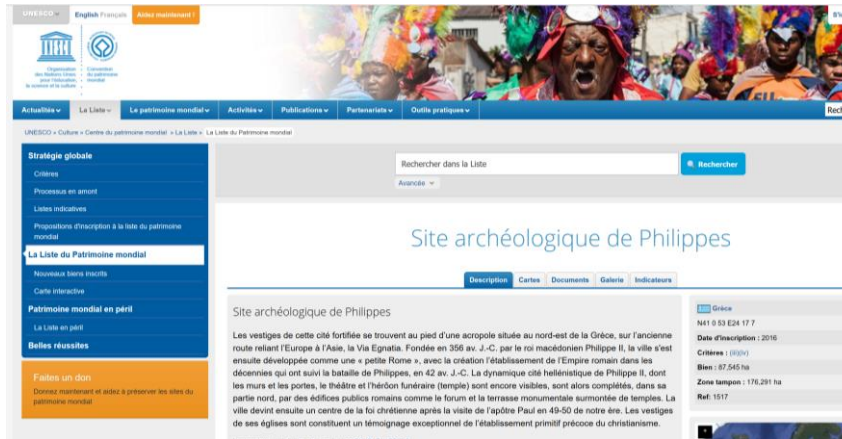 UNESCO
English Français
Aidez maintenant !
S'i
Organisation
des Nations Unies
pour l'éducation,
la science et la culture
Convention
du patrimoine
mondial
Actualités
La Liste
Le patrimoine mondial
Activités
Publications
Partenariats
Outils pratiques
Rech
UNESCO » Culture » Centre du patrimoine mondial » La Liste » La Liste du Patrimoine mondial
Stratégie globale
Critères
Processus en amont
Listes indicatives
Propositions d'inscription à la liste du patrimoine
mondial
La Liste du Patrimoine mondial
Nouveaux biens inscrits
Carte interactive
Patrimoine mondial en péril
La Liste en péril
Belles réussites
Faites un don
Donnez maintenant et aidez à préserver les sites du
patrimoine mondial
Rechercher dans la Liste
Rechercher
Avancée
Site archéologique de Philippes
Description
Cartes
Documents
Galerie
Indicateurs
Site archéologique de Philippes
Les vestiges de cette cité fortifiée se trouvent au pied d'une acropole située au nord-est de la Grèce, sur l'ancienne
route reliant l'Europe à l'Asie, la Via Egnatia. Fondée en 356 av. J.-C. par le roi macédonien Philippe II, la ville s'est
ensuite développée comme une « petite Rome », avec la création l'établissement de l'Empire romain dans les
décennies qui ont suivi la bataille de Philippes, en 42 av. J.-C. La dynamique cité hellénistique de Philippe II, dont
les murs et les portes, le théâtre et l'hérôon funéraire (temple) sont encore visibles, sont alors complétés, dans sa
partie nord, par des édifices publics romains comme le forum et la terrasse monumentale surmontée de temples. La
ville devint ensuite un centre de la foi chrétienne après la visite de l'apôtre Paul en 49-50 de notre ère. Les vestiges
de ses églises sont constituent un témoignage exceptionnel de l'établissement primitif précoce du christianisme.
Grèce
N41 0 53 E24 17 7
Date d'inscription : 2016
Critères : (iii)(iv)
Bien : 87,545 ha
Zone tampon : 176,291 ha
Ref: 1517